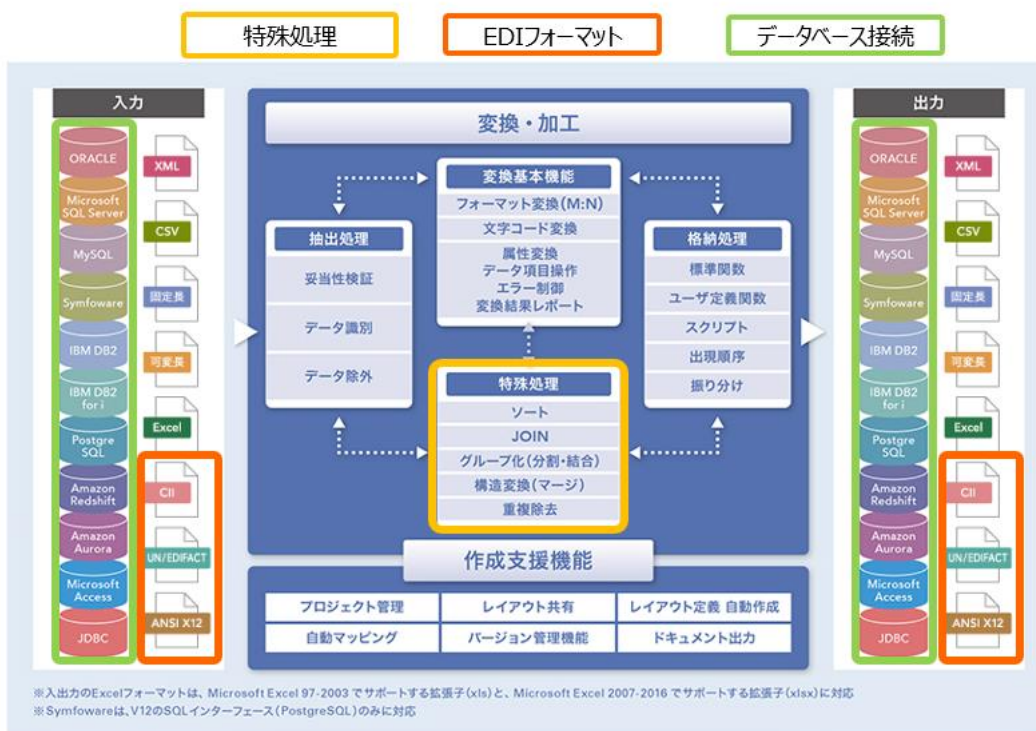 特殊処理
EDIフォーマット
データベース接続
入力
ORACLE
Microsoft
SQL Server
MySQL
Symfoware
IBM DB2
IBM DB2
for i
Postgre
SQL
Amazon
Redshift
Amazon
Aurora
Microsoft
Access
JDBC
XML
CSV
固定長
可変長
Excel
CII
UN/EDIFACT
ANSI X12
変換・加工
抽出処理
妥当性検証
データ識別
データ除外
変換基本機能
フォーマット変換(M:N)
文字コード変換
属性変換
データ項目操作
エラー制御
変換結果レポート
特殊処理
ソート
JOIN
グループ化(分割・結合)
構造変換(マージ)
重複除去
格納処理
標準関数
ユーザ定義関数
スクリプト
出現順序
振り分け
作成支援機能
プロジェクト管理
レイアウト共有
レイアウト定義 自動作成
自動マッピング
バージョン管理機能
ドキュメント出力
出力
ORACLE
Microsoft
SQL Server
MySQL
Symfoware
IBM DB2
IBM DB2
for i
Postgre
SQL
Amazon
Redshift
Amazon
Aurora
Microsoft
Access
JDBC
XML
CSV
固定長
可変長
Excel
CII
UN/EDIFACT
ANSI X12
※入出力のExcelフォーマットは、Microsoft Excel 97-2003 でサポートする拡張子(xls)と、Microsoft Excel 2007-2016 でサポートする拡張子(xlsx)に対応
※Symfowareは、V12のSQLインターフェース(PostgreSQL)のみに対応